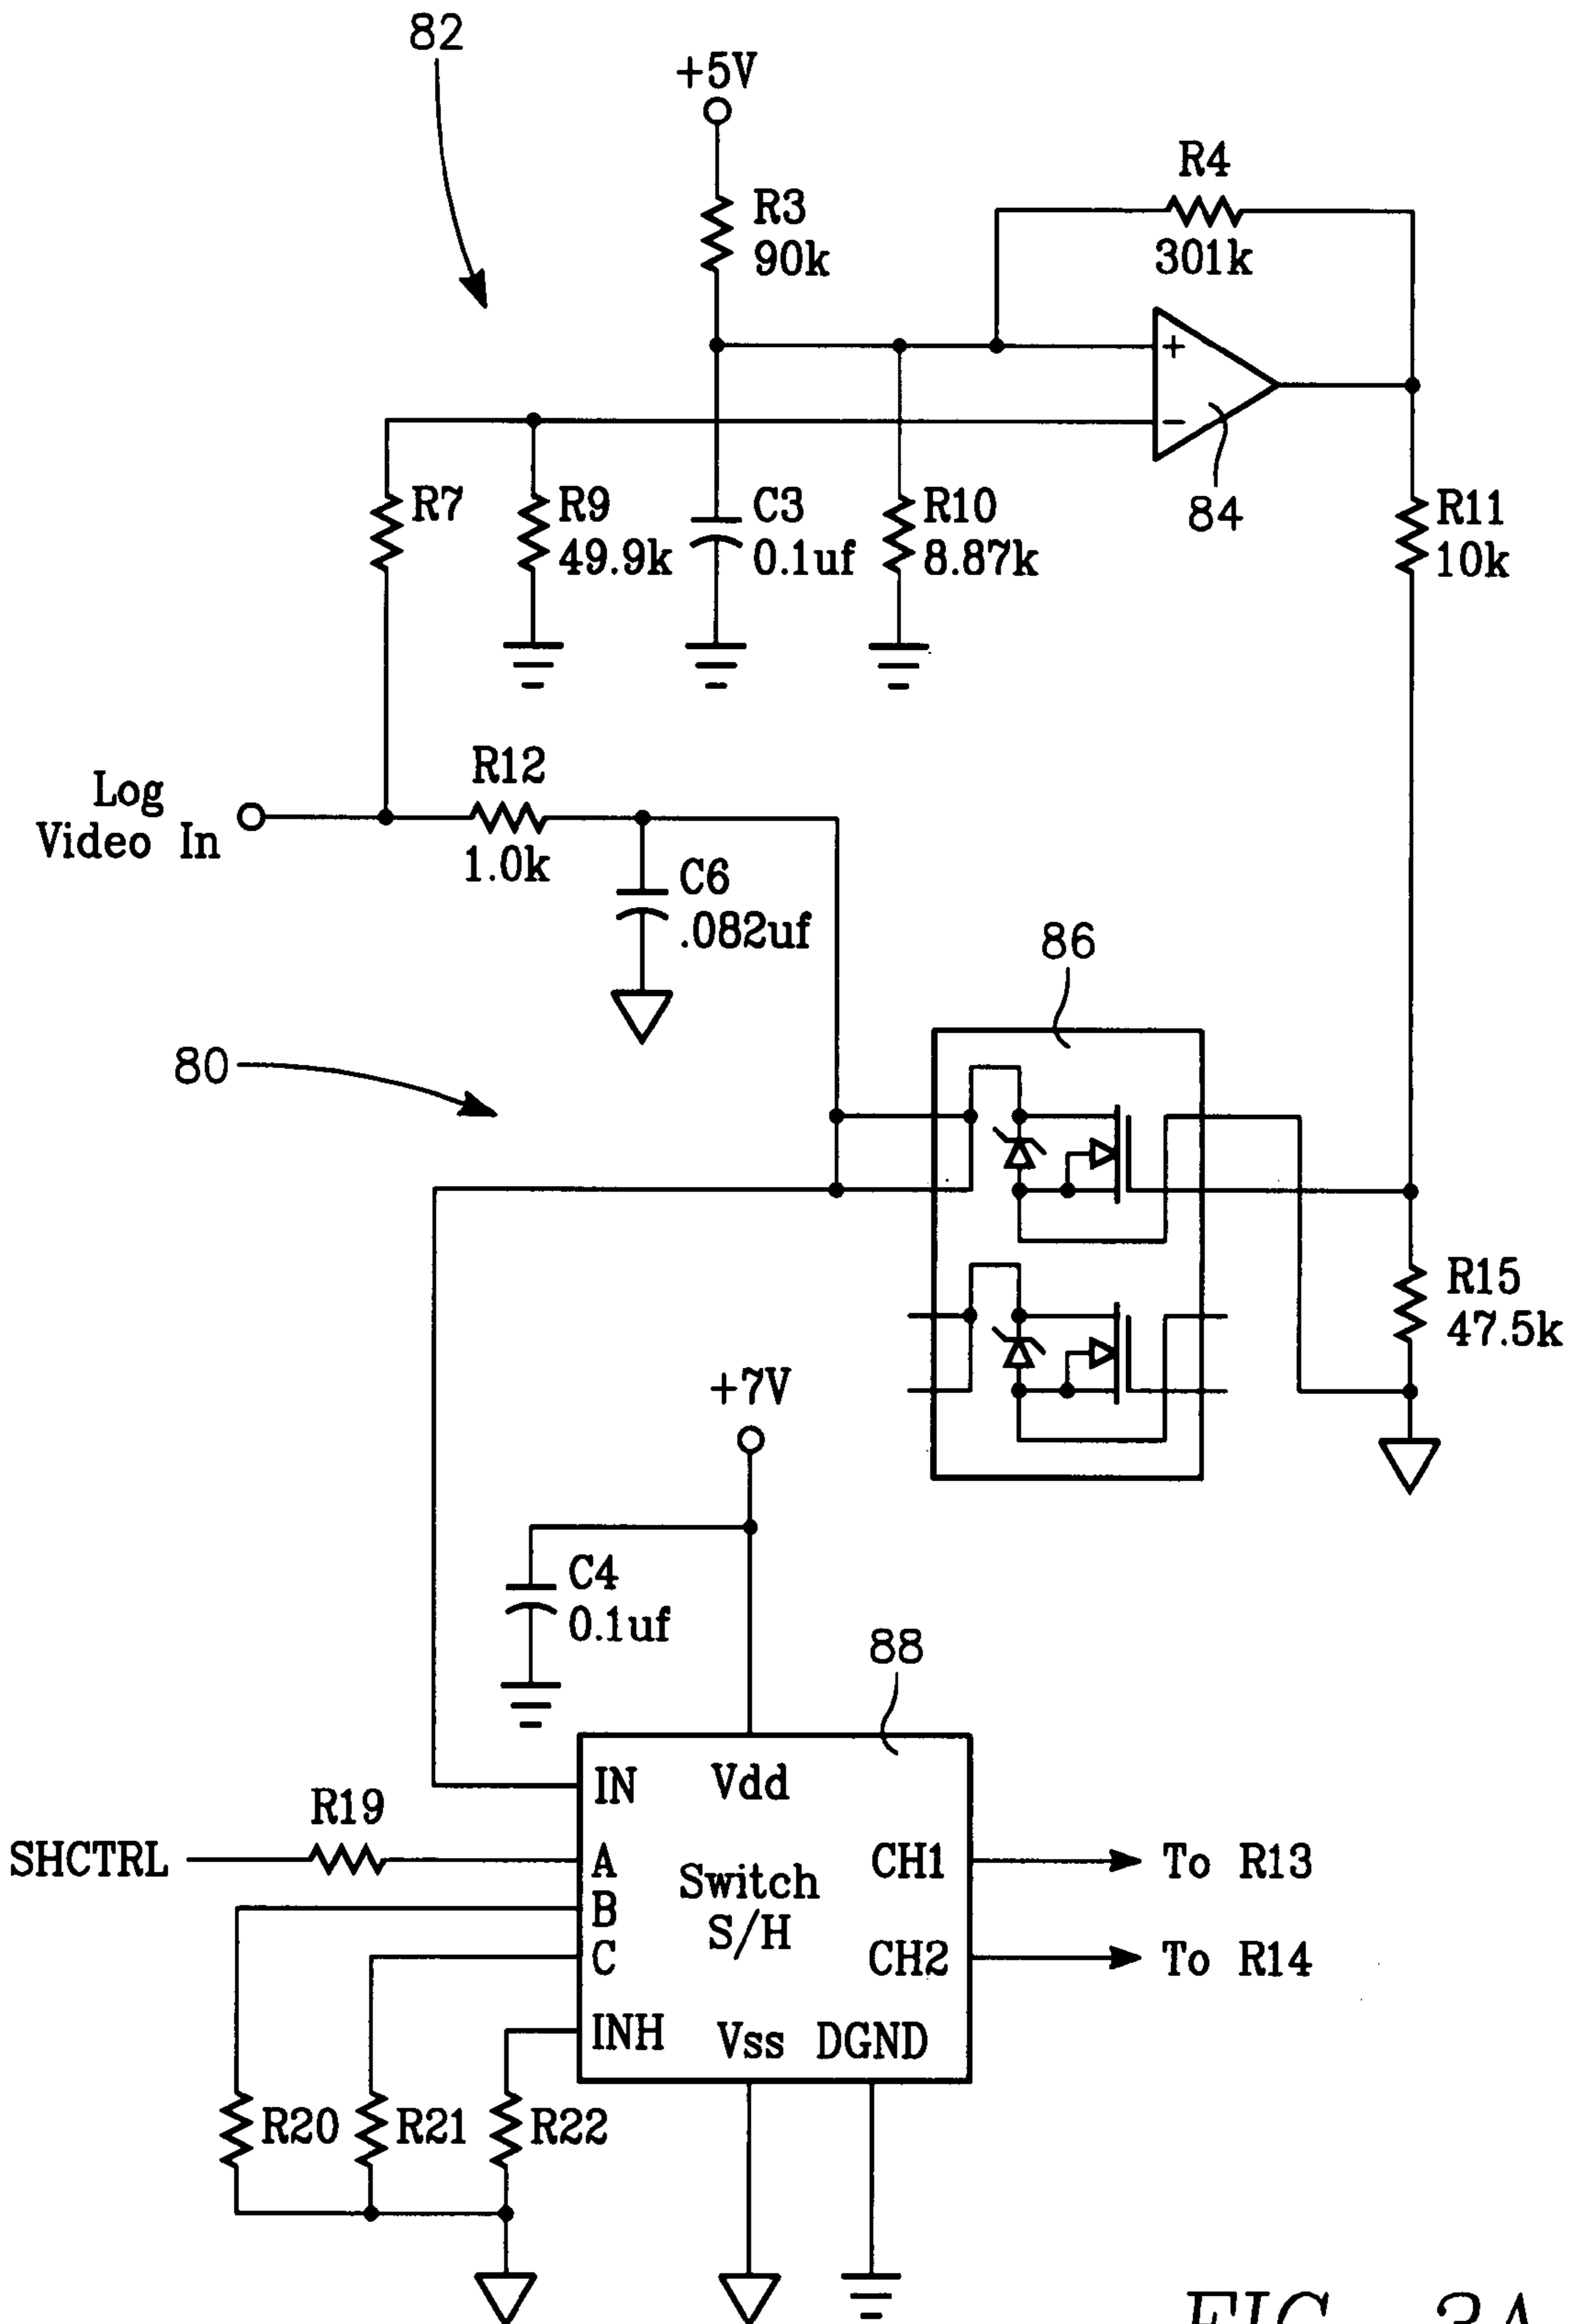 82
+5V
R3
90k
R4
301k
+
−
84
R7
R9
49.9k
C3
0.1uf
R10
8.87k
R11
10k
Log
Video In
R12
1.0k
C6
.082uf
86
80
R15
47.5k
+7V
C4
0.1uf
88
IN
Vdd
R19
SHCTRL
A
Switch
S/H
CH1
To R13
B
C
CH2
To R14
INH
Vss
DGND
R20
R21
R22
FIG. 3A